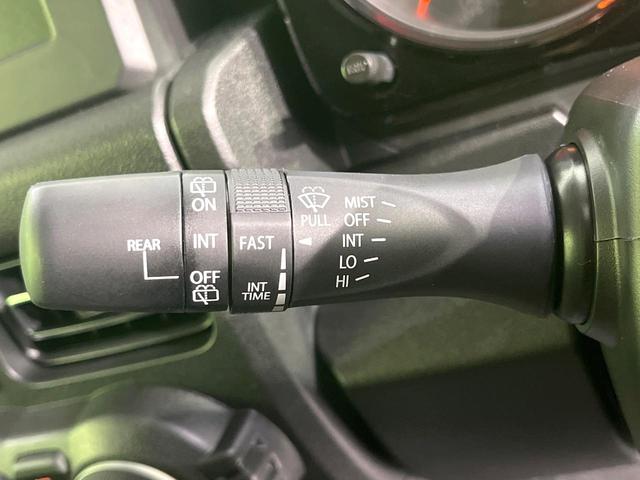 REAR
ON
INT
OFF
FAST
INT
TIME
PULL
MIST
OFF
INT
LO
HI